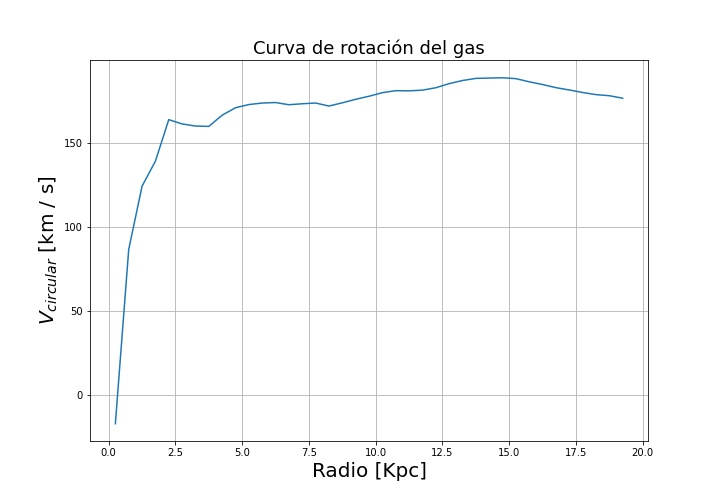 Curva de rotación del gas
V_circular [km / s]
150
100
50
0
0.0 2.5 5.0 7.5 10.0 12.5 15.0 17.5 20.0
Radio [Kpc]